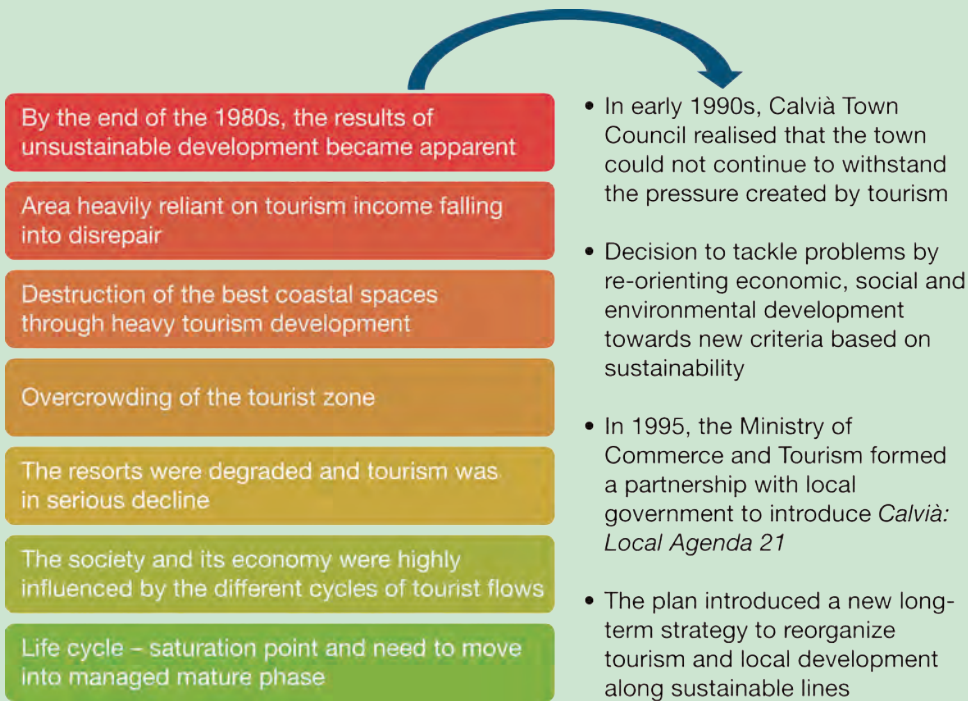 By the end of the 1980s, the results of
unsustainable development became apparent
Area heavily reliant on tourism income falling
into disrepair
Destruction of the best coastal spaces
through heavy tourism development
Overcrowding of the tourist zone
The resorts were degraded and tourism was
in serious decline
The society and its economy were highly
influenced by the different cycles of tourist flows
Life cycle – saturation point and need to move
into managed mature phase
• In early 1990s, Calvià Town
Council realised that the town
could not continue to withstand
the pressure created by tourism
• Decision to tackle problems by
re-orienting economic, social and
environmental development
towards new criteria based on
sustainability
• In 1995, the Ministry of
Commerce and Tourism formed
a partnership with local
government to introduce Calvià:
Local Agenda 21
• The plan introduced a new long-
term strategy to reorganize
tourism and local development
along sustainable lines